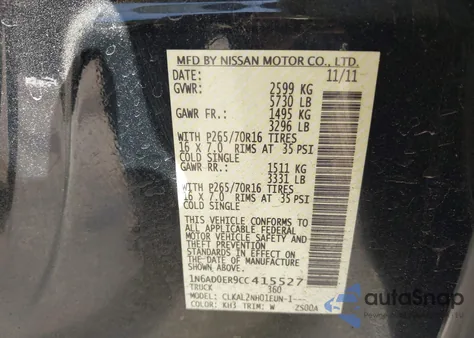 MFD BY NISSAN MOTOR CO., LTD.
DATE: 11/11
GVWR: 2599 KG
5730 LB
GAWR FR.: 1495 KG
3296 LB
WITH P265/70R16 TIRES
16 X 7.0 RIMS AT 35 PSI
COLD SINGLE
GAWR RR.: 1511 KG
3331 LB
WITH P265/70R16 TIRES
16 X 7.0 RIMS AT 35 PSI
COLD SINGLE
THIS VEHICLE CONFORMS TO
ALL APPLICABLE FEDERAL
MOTOR VEHICLE SAFETY AND
THEFT PREVENTION
STANDARDS IN EFFECT ON
THE DATE OF MANUFACTURE
SHOWN ABOVE.
1N6AD0ER9CC415527
TRUCK 360
MODEL: CLKAL2NH01EUN-I---
COLOR: KH3 TRIM: W 2S00A
autoSnap